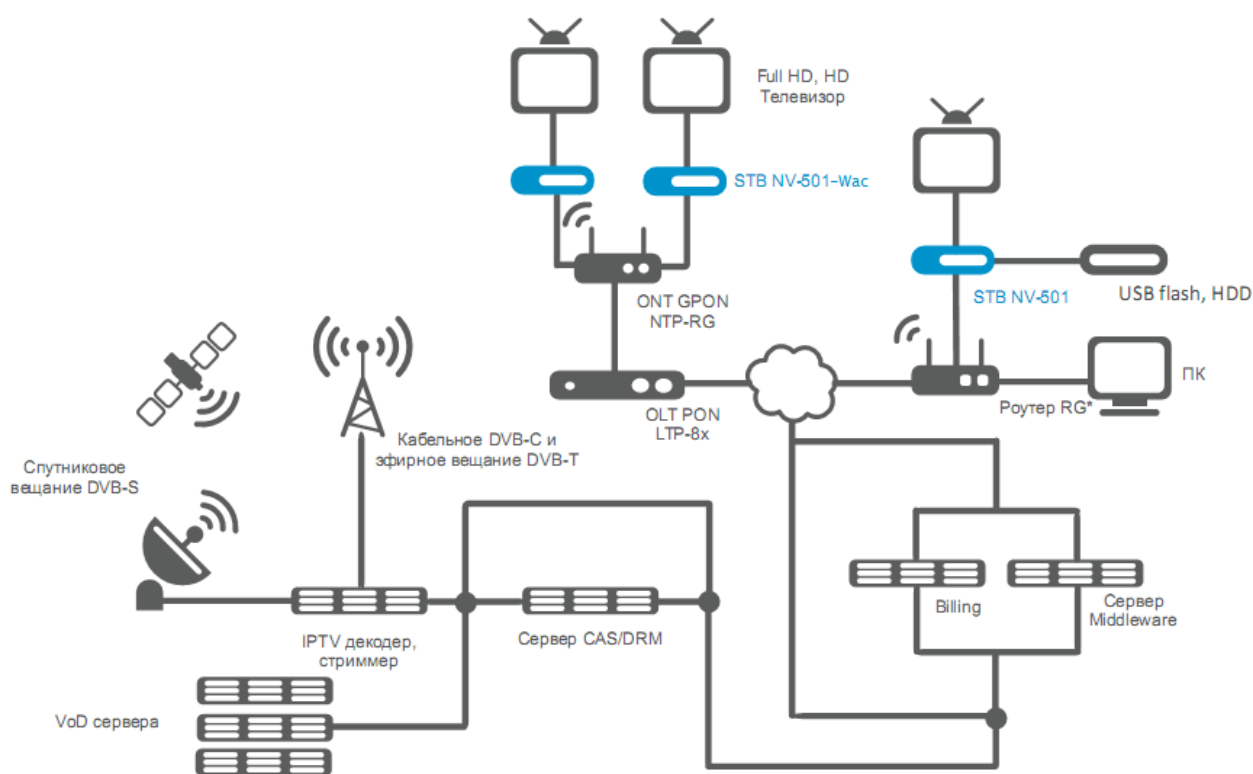 Full HD, HD
Телевизор
STB NV-501-Wac
ONT GPON
NTP-RG
STB NV-501
USB flash, HDD
OLT PON
LTP-8x
Роутер RG*
ПК
Кабельное DVB-C и
эфирное вещание DVB-T
Спутниковое
вещание DVB-S
IPTV декодер,
стриммер
Сервер CAS/DRM
Billing
Сервер
Middleware
VoD сервера